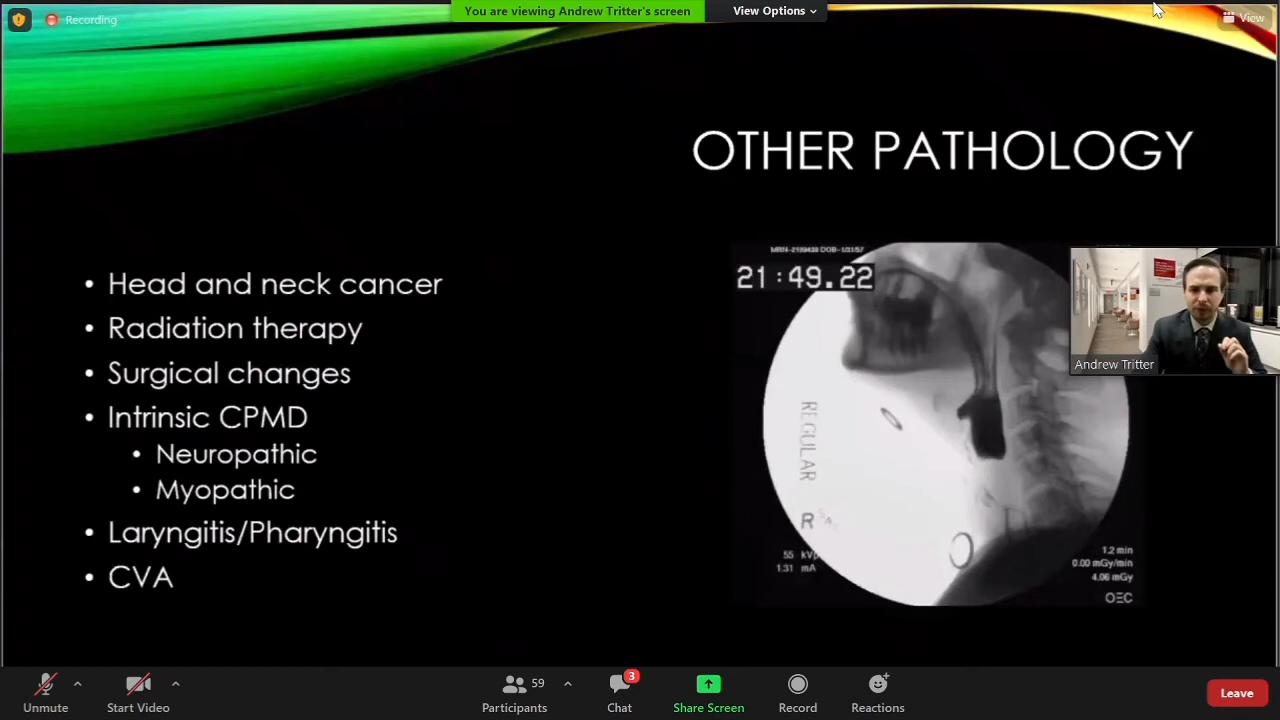 Recording
You are viewing Andrew Tritter's screen
View Options
View
OTHER PATHOLOGY
• Head and neck cancer
• Radiation therapy
• Surgical changes
• Intrinsic CPMD
• Neuropathic
• Myopathic
• Laryngitis/Pharyngitis
• CVA
21:49.22
REGULAR
R
55 kVp
1.31 mA
1.2 min
0.00 mGy/min
4.06 mGy
OEC
Andrew Tritter
Unmute
Start Video
59
Participants
3
Chat
Share Screen
Record
Reactions
Leave